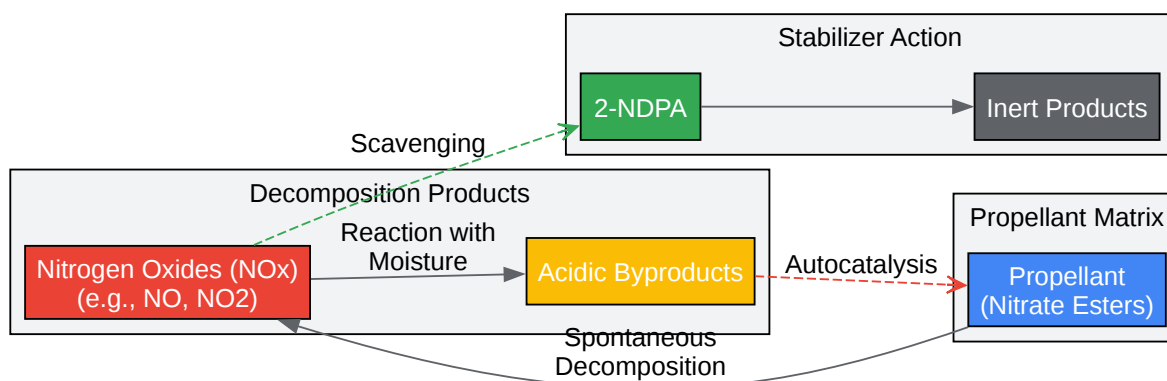 Stabilizer Action
2-NDPA
Inert Products
Scavenging
Decomposition Products
Propellant Matrix
Reaction with
Moisture
Nitrogen Oxides (NOx)
(e.g., NO, NO2)
Acidic Byproducts
Autocatalysis
Propellant
(Nitrate Esters)
Spontaneous
Decomposition